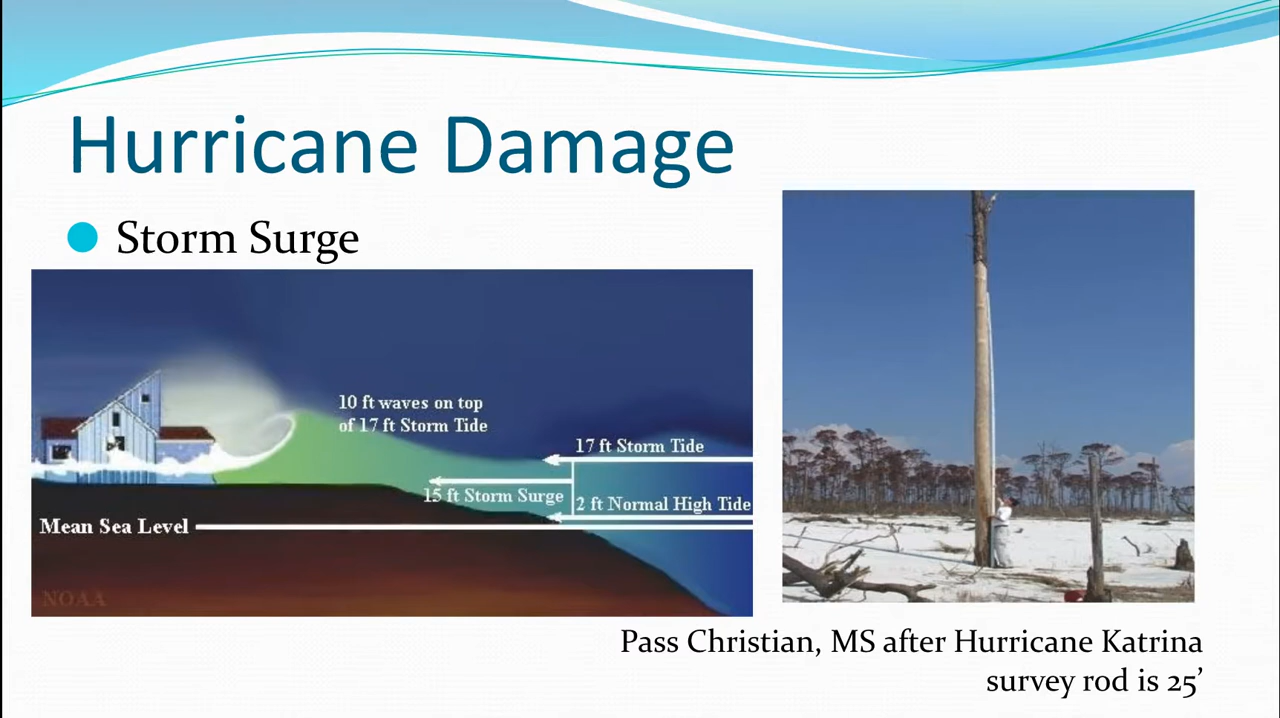 Hurricane Damage
Storm Surge
10 ft waves on top
of 17 ft Storm Tide
17 ft Storm Tide
15 ft Storm Surge
2 ft Normal High Tide
Mean Sea Level
NOAA
Pass Christian, MS after Hurricane Katrina
survey rod is 25’